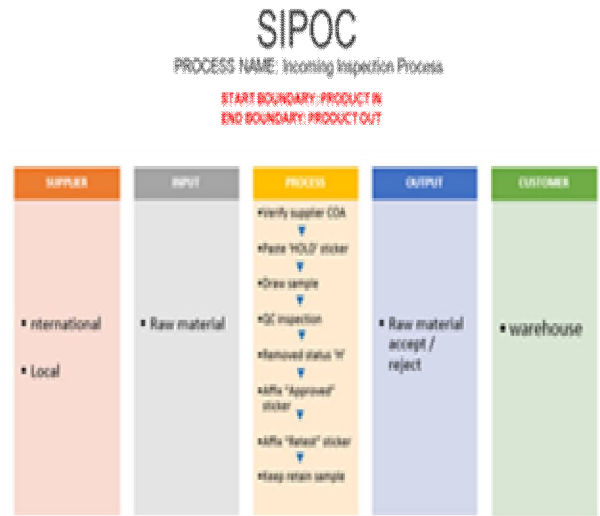 SIPOC
PROCESS NAME: Incoming Inspection Process
START BOUNDARY: PRODUCT IN
END BOUNDARY: PRODUCT OUT
SUPPLIER
• nternational
• Local
INPUT
• Raw material
PROCESS
•Verify supplier COA
•Paste 'HOLD' sticker
•Draw sample
•QC inspection
•Removed status 'H'
•Affix "Approved"
sticker
•Affix "Retest" sticker
•Keep retain sample
OUTPUT
• Raw material
accept /
reject
CUSTOMER
• warehouse